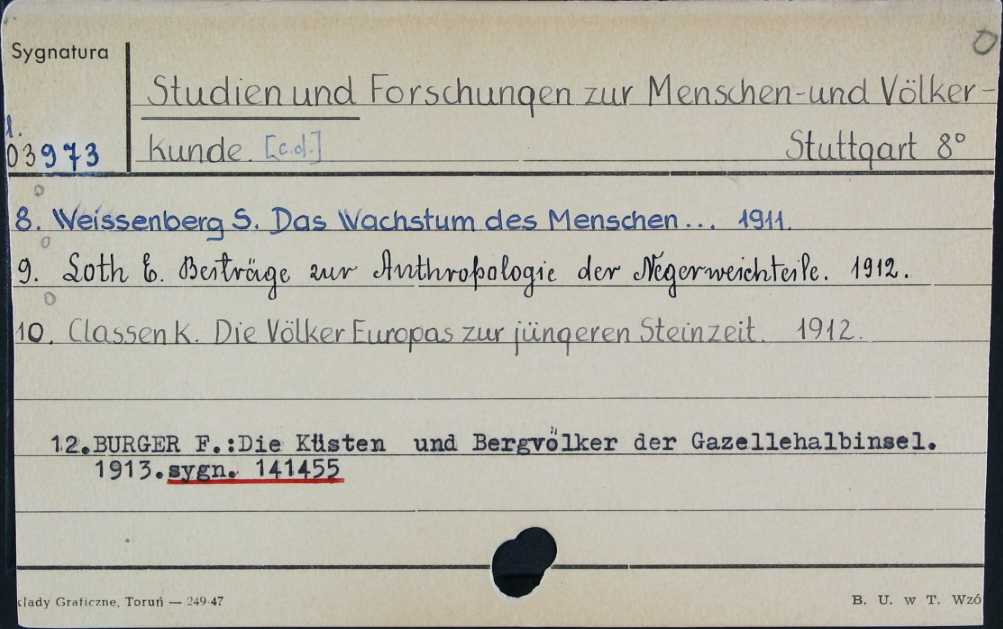 Sygnatura
Studien und Forschungen zur Menschen-und Völker-
1.
03973
kunde. [c.d.] Stuttgart 8°
8. Weissenberg S. Das Wachstum des Menschen... 1911.
9. Loth E. Beiträge zur Anthropologie der Negerweichteile. 1912.
10. Classen K. Die Völker Europas zur jüngeren Steinzeit. 1912.
12.BURGER F.:Die Küsten und Bergvölker der Gazellehalbinsel.
1913.sygn. 141455
kłady Graficzne, Toruń — 249-47 B. U. w T. Wzó